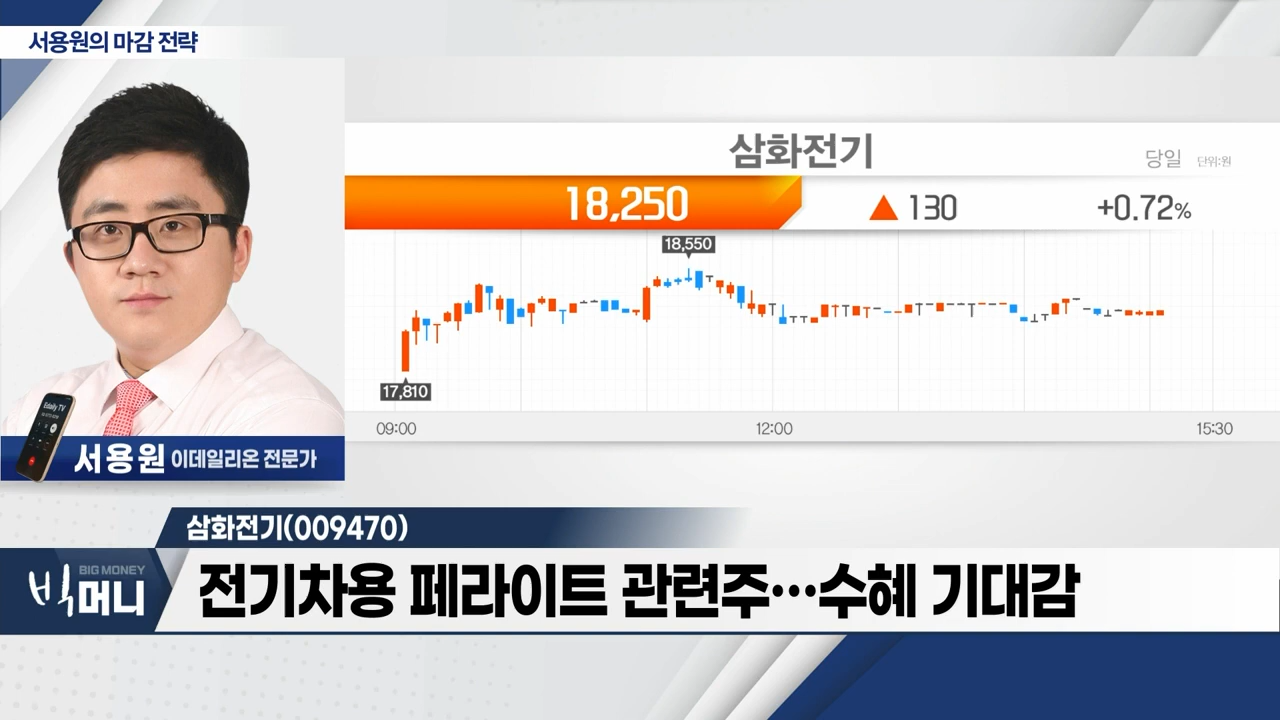 서용원의 마감 전략
삼화전기
당일 단위:원
18,250 ▲ 130 +0.72%
18,550
17,810
09:00 12:00 15:30
Edaily TV
서용원 이데일리온 전문가
삼화전기(009470)
BIG MONEY
빅머니
전기차용 페라이트 관련주…수혜 기대감